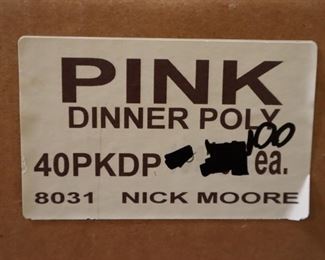 PINK
DINNER POLY
100
40PKDP ea.
8031 NICK MOORE